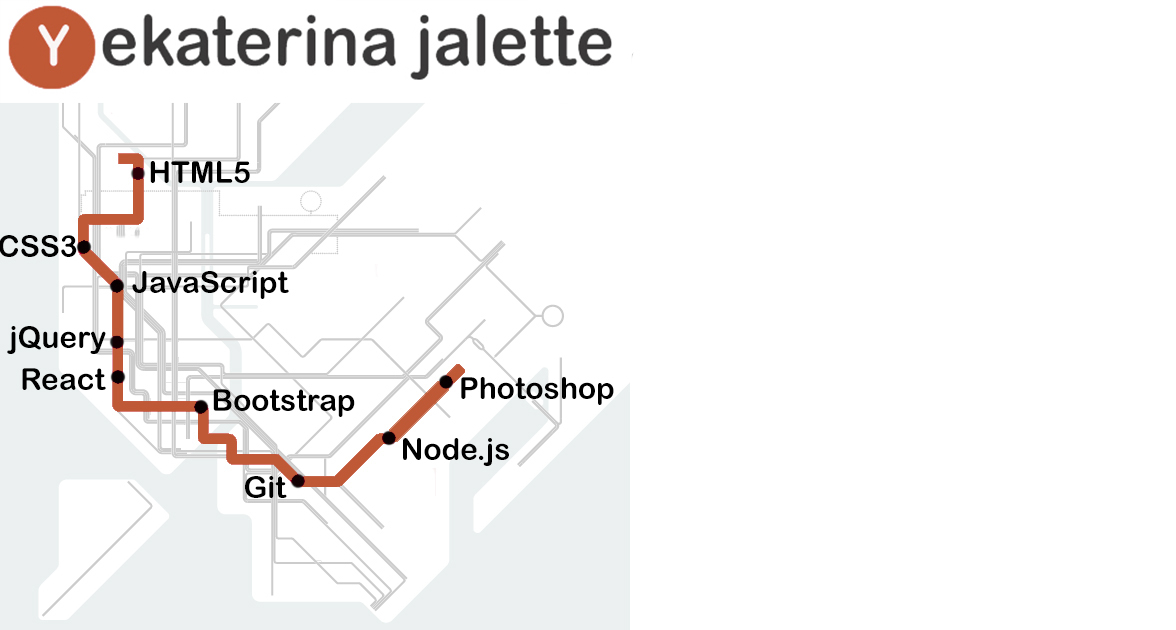 Y ekaterina jalette
HTML5
CSS3
JavaScript
jQuery
React
Bootstrap
Photoshop
Node.js
Git